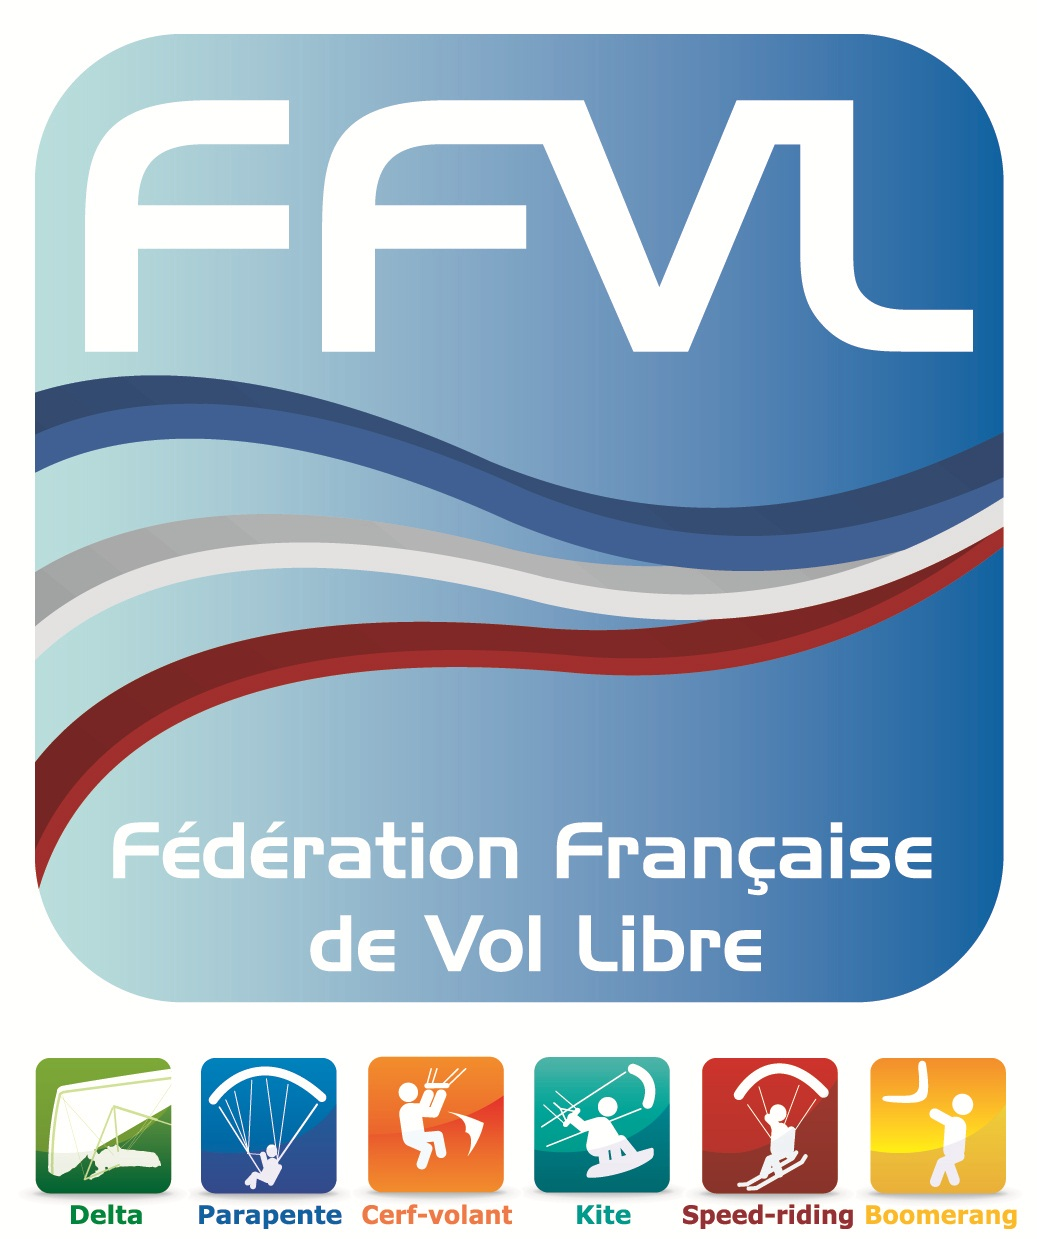 FFVL
Fédération Française
de Vol Libre
Delta Parapente Cerf-volant Kite Speed-riding Boomerang